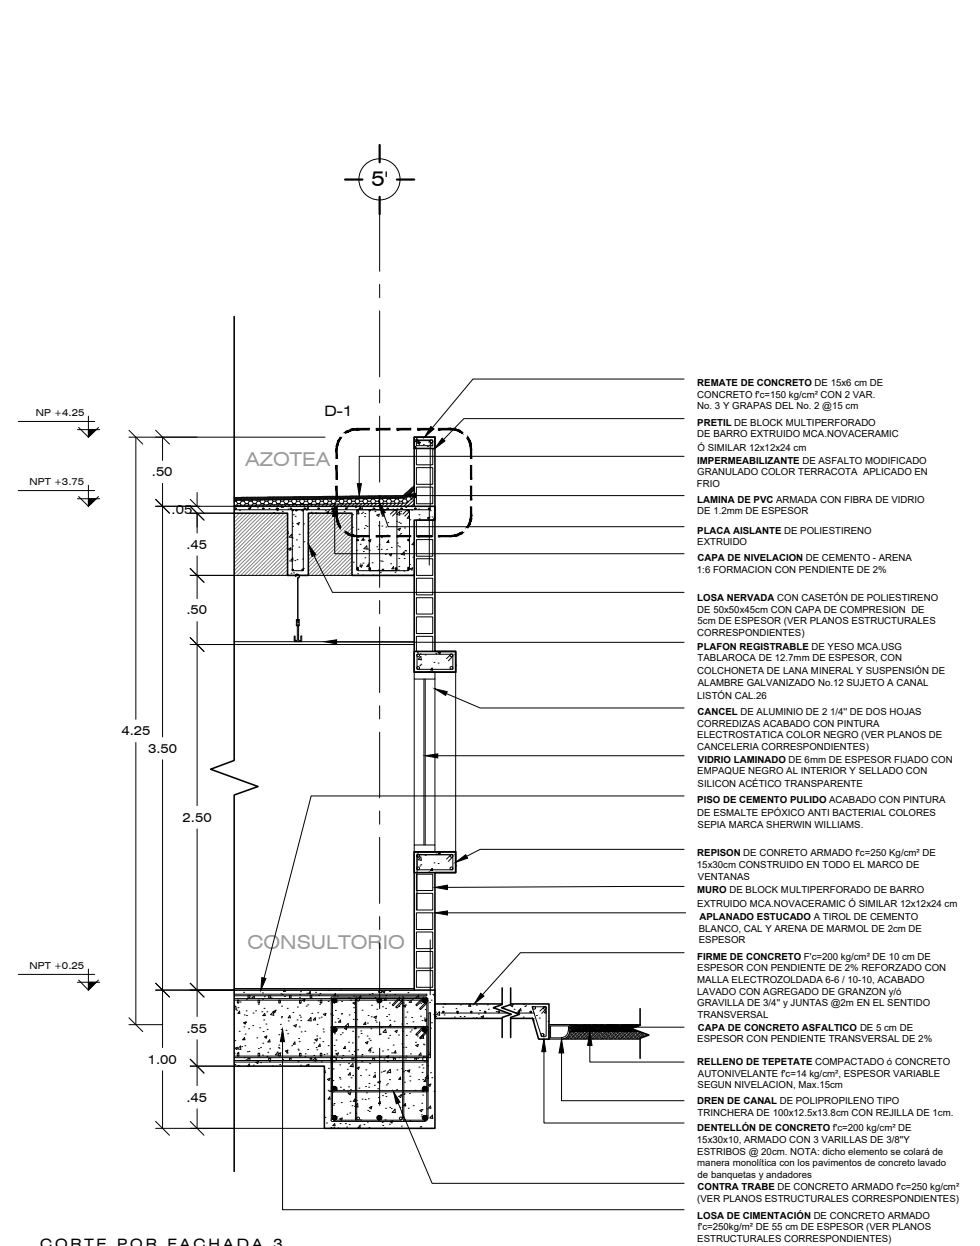 5'
D-1
NP +4.25
AZOTEA
.50
NPT +3.75
.05
.45
.50
4.25
3.50
2.50
CONSULTORIO
NPT +0.25
.55
1.00
.45
REMATE DE CONCRETO DE 15x6 cm DE
CONCRETO f'c=150 kg/cm² CON 2 VAR.
No. 3 Y GRAPAS DEL No. 2 @15 cm
PRETIL DE BLOCK MULTIPERFORADO
DE BARRO EXTRUIDO MCA.NOVACERAMIC
Ó SIMILAR 12x12x24 cm
IMPERMEABILIZANTE DE ASFALTO MODIFICADO
GRANULADO COLOR TERRACOTA APLICADO EN
FRIO
LAMINA DE PVC ARMADA CON FIBRA DE VIDRIO
DE 1.2mm DE ESPESOR
PLACA AISLANTE DE POLIESTIRENO
EXTRUIDO
CAPA DE NIVELACION DE CEMENTO - ARENA
1:6 FORMACION CON PENDIENTE DE 2%
LOSA NERVADA CON CASETÓN DE POLIESTIRENO
DE 50x50x45cm CON CAPA DE COMPRESION DE
5cm DE ESPESOR (VER PLANOS ESTRUCTURALES
CORRESPONDIENTES)
PLAFON REGISTRABLE DE YESO MCA.USG
TABLAROCA DE 12.7mm DE ESPESOR, CON
COLCHONETA DE LANA MINERAL Y SUSPENSIÓN DE
ALAMBRE GALVANIZADO No.12 SUJETO A CANAL
LISTÓN CAL.26
CANCEL DE ALUMINIO DE 2 1/4" DE DOS HOJAS
CORREDIZAS ACABADO CON PINTURA
ELECTROSTATICA COLOR NEGRO (VER PLANOS DE
CANCELERIA CORRESPONDIENTES)
VIDRIO LAMINADO DE 6mm DE ESPESOR FIJADO CON
EMPAQUE NEGRO AL INTERIOR Y SELLADO CON
SILICON ACÉTICO TRANSPARENTE
PISO DE CEMENTO PULIDO ACABADO CON PINTURA
DE ESMALTE EPÓXICO ANTI BACTERIAL COLORES
SEPIA MARCA SHERWIN WILLIAMS.
REPISON DE CONRETO ARMADO f'c=250 Kg/cm² DE
15x30cm CONSTRUIDO EN TODO EL MARCO DE
VENTANAS
MURO DE BLOCK MULTIPERFORADO DE BARRO
EXTRUIDO MCA.NOVACERAMIC Ó SIMILAR 12x12x24 cm
APLANADO ESTUCADO A TIROL DE CEMENTO
BLANCO, CAL Y ARENA DE MARMOL DE 2cm DE
ESPESOR
FIRME DE CONCRETO F'c=200 kg/cm² DE 10 cm DE
ESPESOR CON PENDIENTE DE 2% REFORZADO CON
MALLA ELECTROZOLDADA 6-6 / 10-10, ACABADO
LAVADO CON AGREGADO DE GRANZON y/ó
GRAVILLA DE 3/4" y JUNTAS @2m EN EL SENTIDO
TRANSVERSAL
CAPA DE CONCRETO ASFALTICO DE 5 cm DE
ESPESOR CON PENDIENTE TRANSVERSAL DE 2%
RELLENO DE TEPETATE COMPACTADO ó CONCRETO
AUTONIVELANTE f'c=14 kg/cm², ESPESOR VARIABLE
SEGUN NIVELACION, Max.15cm
DREN DE CANAL DE POLIPROPILENO TIPO
TRINCHERA DE 100x12.5x13.8cm CON REJILLA DE 1cm.
DENTELLÓN DE CONCRETO f'c=200 kg/cm² DE
15x30x10, ARMADO CON 3 VARILLAS DE 3/8"Y
ESTRIBOS @ 20cm. NOTA: dicho elemento se colará de
manera monolítica con los pavimentos de concreto lavado
de banquetas y andadores
CONTRA TRABE DE CONCRETO ARMADO f'c=250 kg/cm²
(VER PLANOS ESTRUCTURALES CORRESPONDIENTES)
LOSA DE CIMENTACIÓN DE CONCRETO ARMADO
f'c=250kg/m² DE 55 cm DE ESPESOR (VER PLANOS
ESTRUCTURALES CORRESPONDIENTES)
CORTE POR FACHADA 3